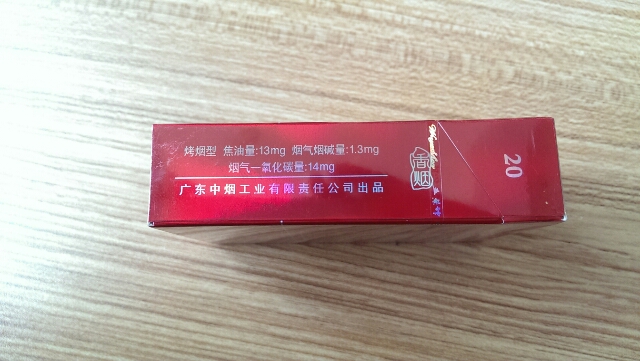 烤烟型 焦油量:13mg 烟气烟碱量:1.3mg
烟气一氧化碳量:14mg
广东中烟工业有限责任公司出品
香烟
20